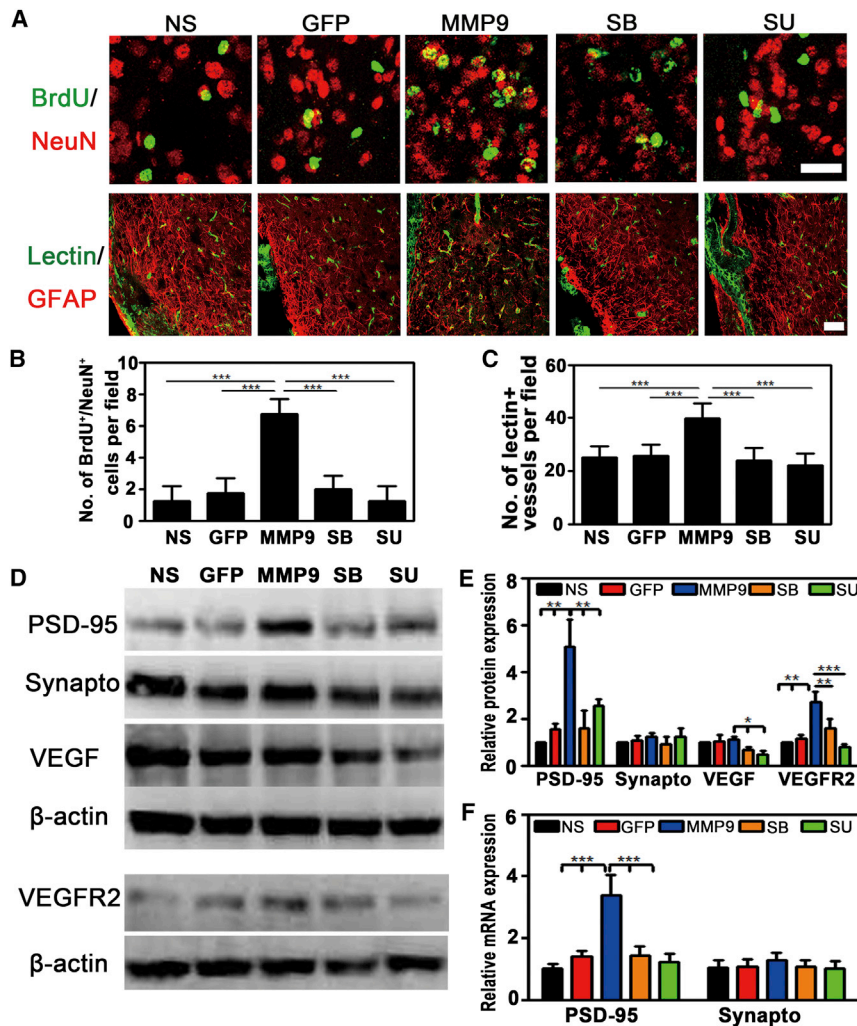 A
NS GFP MMP9 SB SU
BrdU/
NeuN
Lectin/
GFAP
B
No. of BrdU⁺/NeuN⁺
cells per field
8
6
4
2
0
*** ***
*** ***
NS GFP MMP9 SB SU
C
No. of lectin+
vessels per field
60
40
20
0
*** ***
*** ***
NS GFP MMP9 SB SU
D
NS GFP MMP9 SB SU
PSD-95
Synapto
VEGF
β-actin
VEGFR2
β-actin
E
Relative protein expression
8
6
4
2
0
NS GFP MMP9 SB SU
** ** * ** *** **
PSD-95 Synapto VEGF VEGFR2
F
Relative mRNA expression
6
4
2
0
NS GFP MMP9 SB SU
*** ***
PSD-95 Synapto